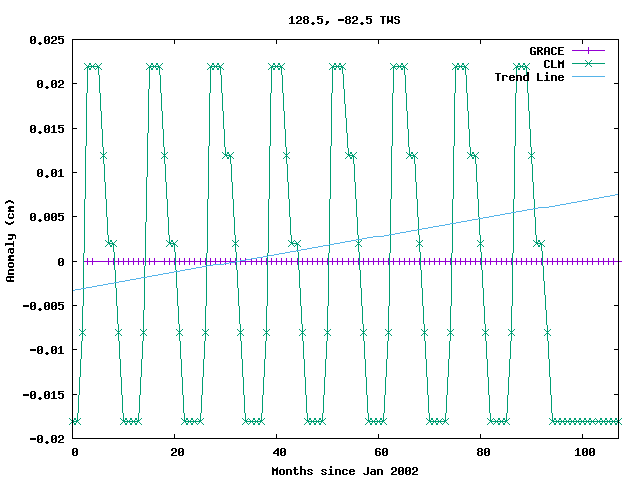 128.5, -82.5 TWS
GRACE
CLM
Trend Line
Anomaly (cm)
0.025
0.02
0.015
0.01
0.005
0
-0.005
-0.01
-0.015
-0.02
0 20 40 60 80 100
Months since Jan 2002